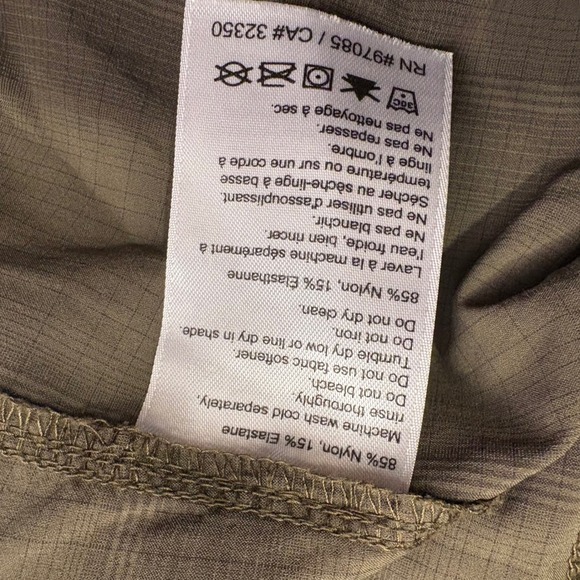 85% Nylon, 15% Elastane
Machine wash cold separately,
rinse thoroughly.
Do not bleach.
Do not use fabric softener.
Tumble dry low or line dry in shade.
Do not iron.
Do not dry clean.
85% Nylon, 15% Elasthanne
Laver à la machine séparément à
l'eau froide, bien rincer.
Ne pas blanchir.
Ne pas utiliser d'assouplissant.
Sécher au sèche-linge à basse
température ou sur une corde à
linge à l'ombre.
Ne pas repasser.
Ne pas nettoyage à sec.
30C
RN #97085 / CA# 32350